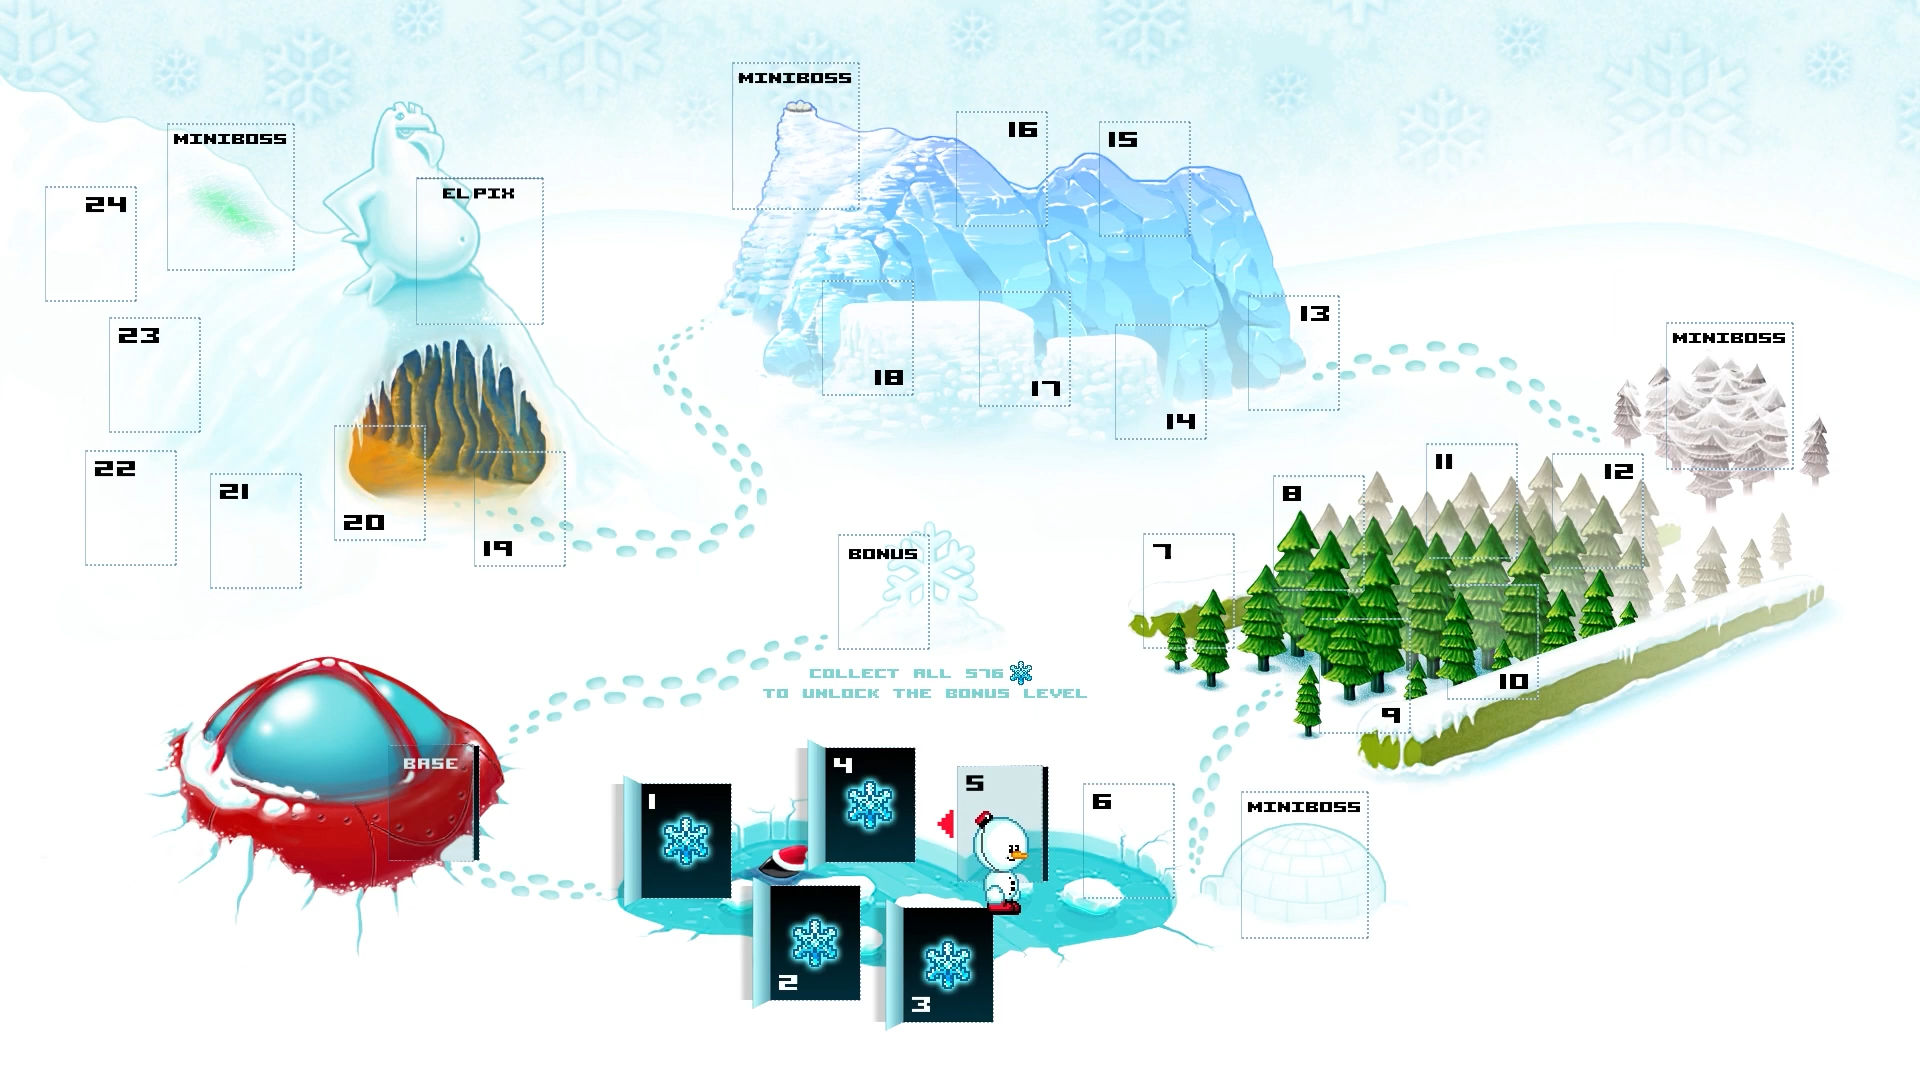 MINIBOSS
16
15
MINIBOSS
24
EL PIX
13
23
MINIBOSS
18
17
14
22
21
11
12
8
20
19
7
BONUS
COLLECT ALL 576
TO UNLOCK THE BONUS LEVEL
10
9
BASE
4
5
1
6
MINIBOSS
2
3